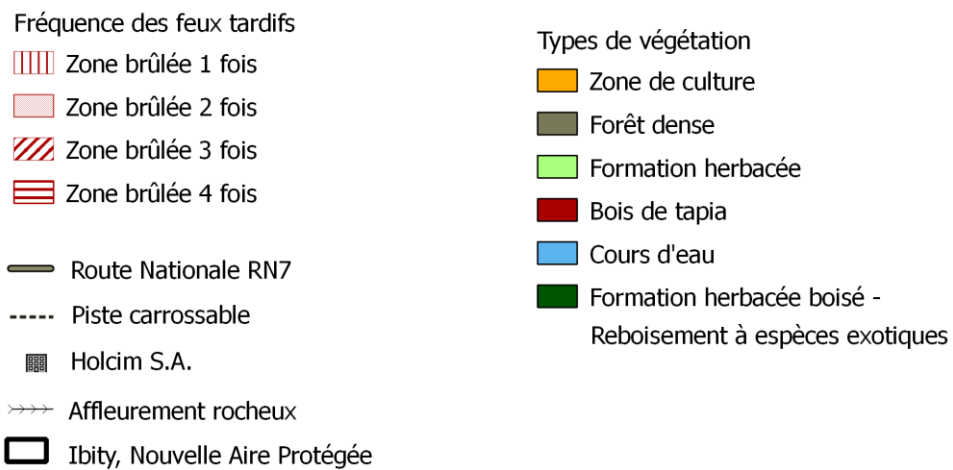 Fréquence des feux tardifs
Zone brûlée 1 fois
Zone brûlée 2 fois
Zone brûlée 3 fois
Zone brûlée 4 fois
Route Nationale RN7
Piste carrossable
Holcim S.A.
Affleurement rocheux
Ibity, Nouvelle Aire Protégée
Types de végétation
Zone de culture
Forêt dense
Formation herbacée
Bois de tapia
Cours d'eau
Formation herbacée boisé -
Reboisement à espèces exotiques